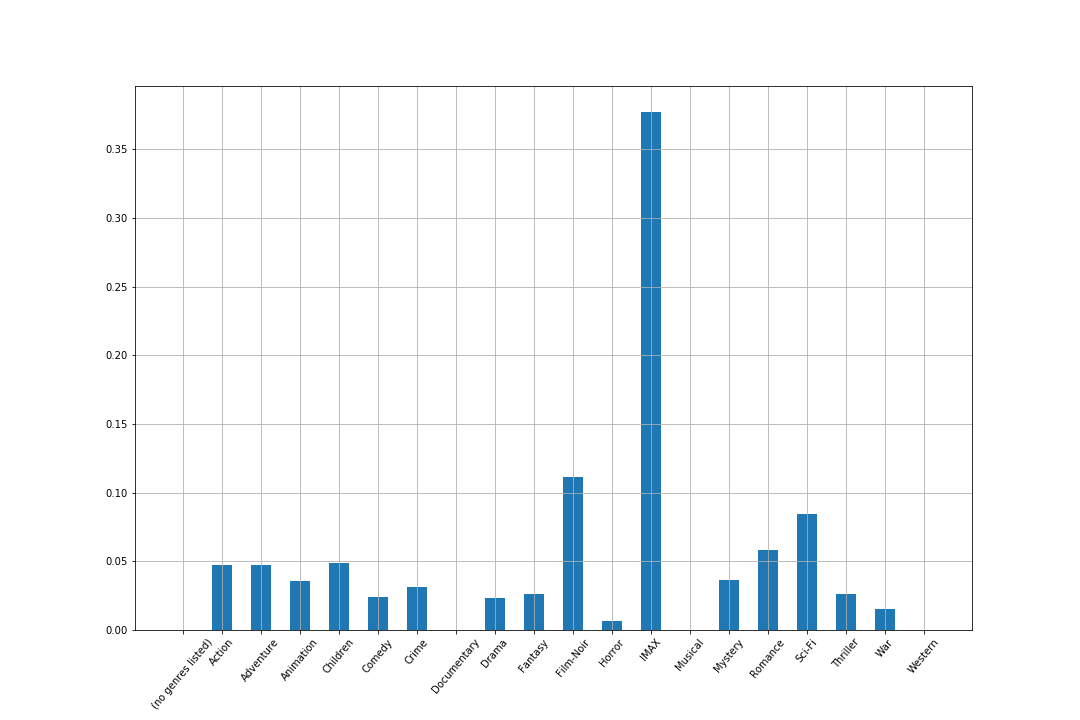 0.35
0.30
0.25
0.20
0.15
0.10
0.05
0.00
(no genres listed)
Action
Adventure
Animation
Children
Comedy
Crime
Documentary
Drama
Fantasy
Film-Noir
Horror
IMAX
Musical
Mystery
Romance
Sci-Fi
Thriller
War
Western